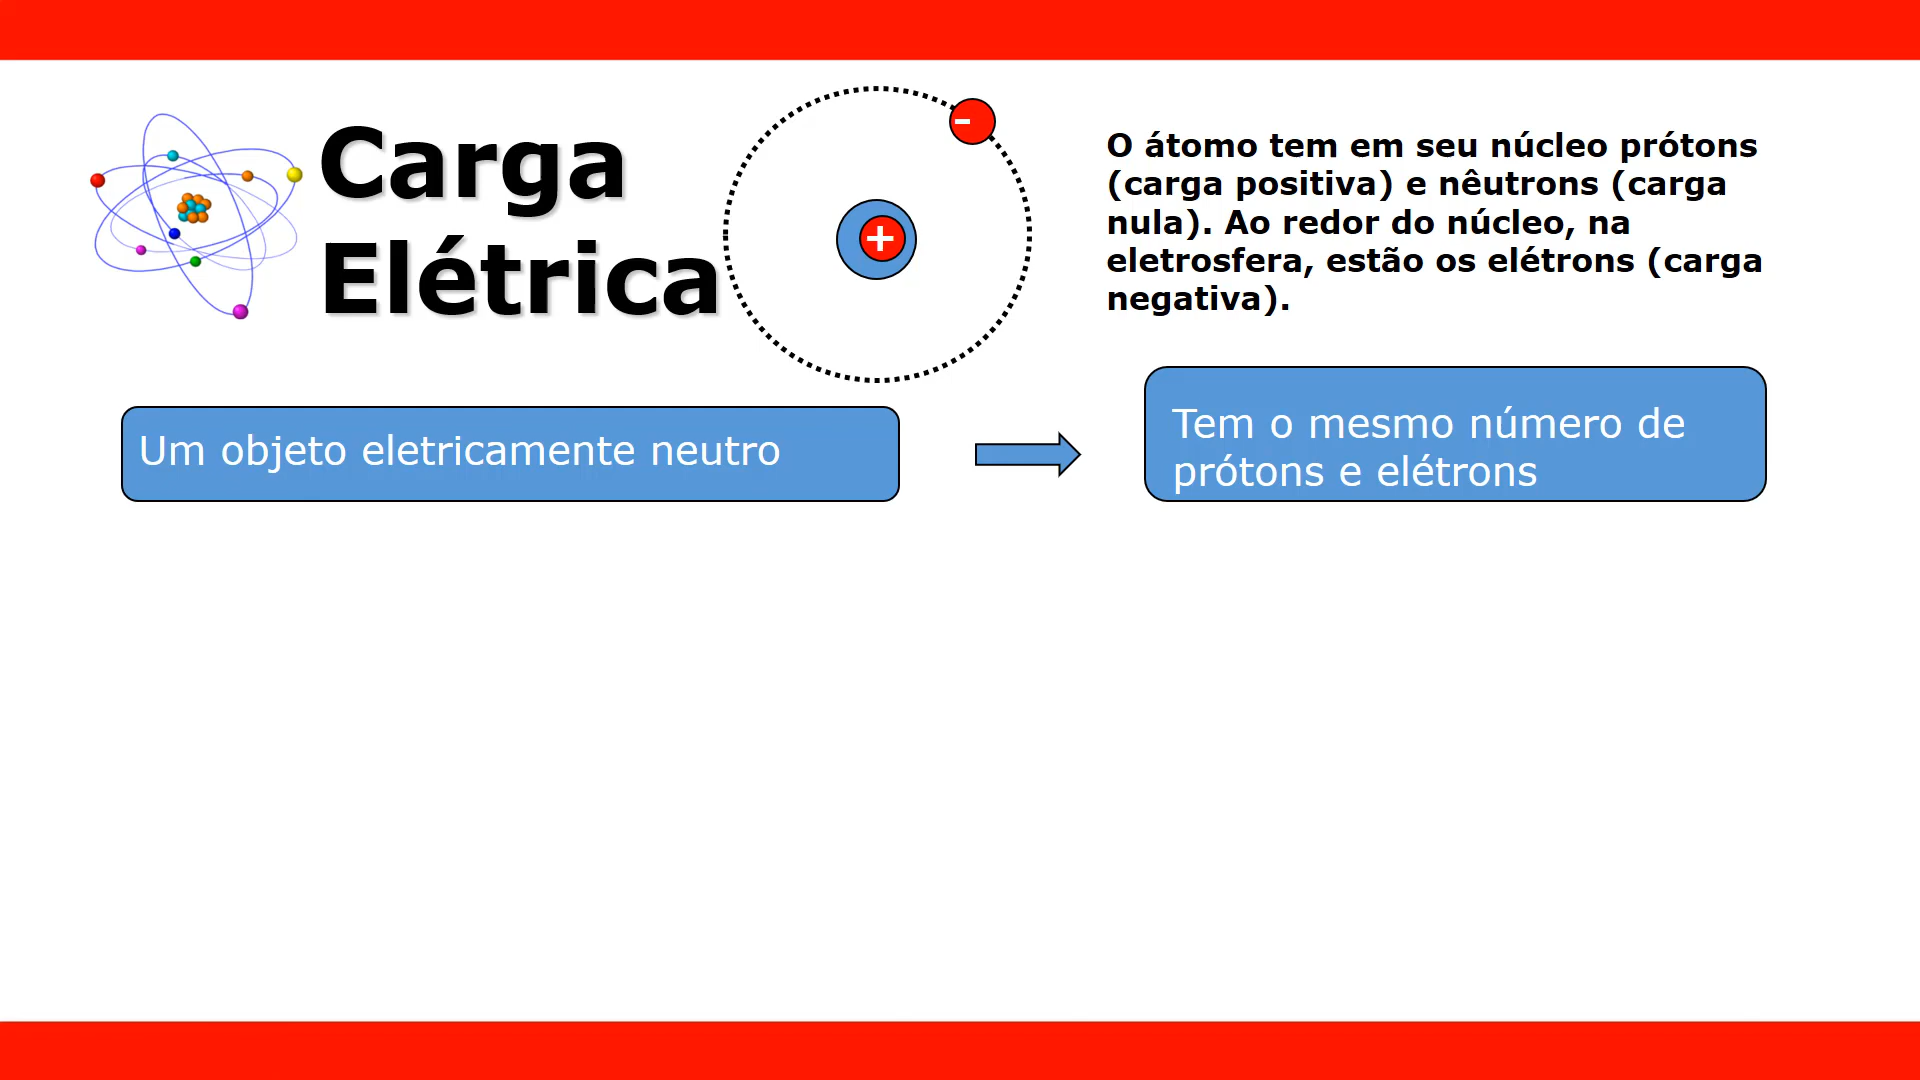 Carga
Elétrica
-
+
O átomo tem em seu núcleo prótons
(carga positiva) e nêutrons (carga
nula). Ao redor do núcleo, na
eletrosfera, estão os elétrons (carga
negativa).
Um objeto eletricamente neutro
Tem o mesmo número de
prótons e elétrons